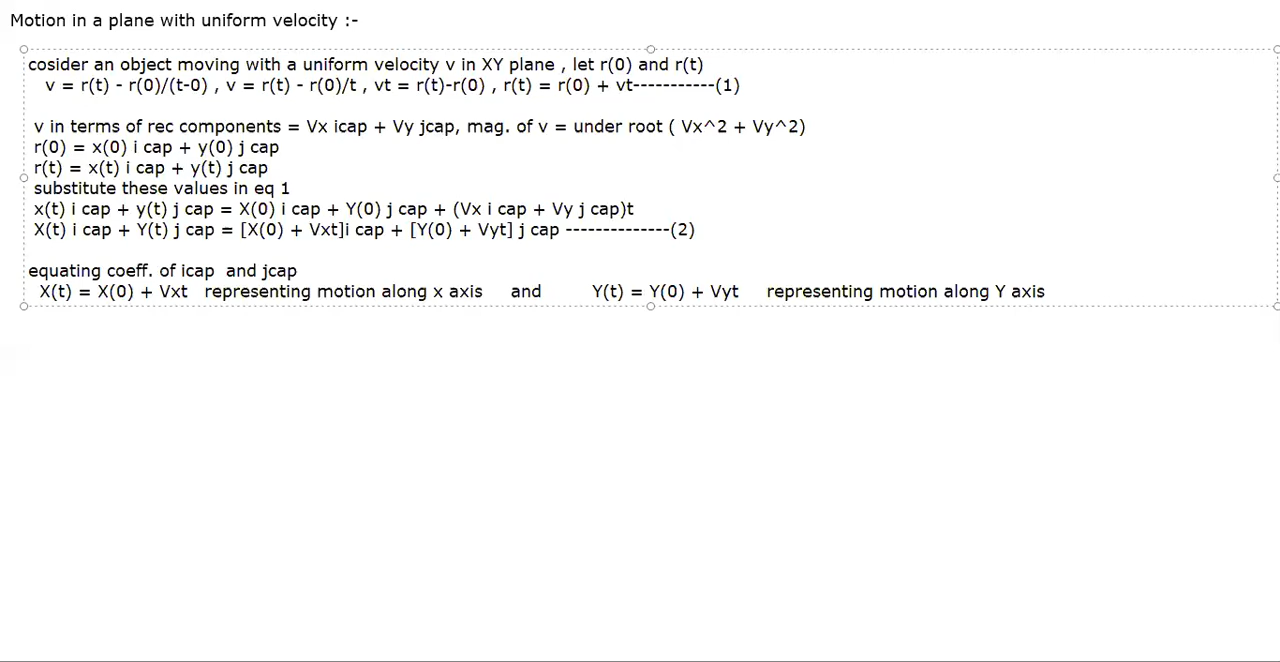 Motion in a plane with uniform velocity :-
cosider an object moving with a uniform velocity v in XY plane , let r(0) and r(t)
v = r(t) - r(0)/(t-0) , v = r(t) - r(0)/t , vt = r(t)-r(0) , r(t) = r(0) + vt-----------(1)
v in terms of rec components = Vx icap + Vy jcap, mag. of v = under root ( Vx^2 + Vy^2)
r(0) = x(0) i cap + y(0) j cap
r(t) = x(t) i cap + y(t) j cap
substitute these values in eq 1
x(t) i cap + y(t) j cap = X(0) i cap + Y(0) j cap + (Vx i cap + Vy j cap)t
X(t) i cap + Y(t) j cap = [X(0) + Vxt]i cap + [Y(0) + Vyt] j cap --------------(2)
equating coeff. of icap and jcap
X(t) = X(0) + Vxt representing motion along x axis and Y(t) = Y(0) + Vyt representing motion along Y axis